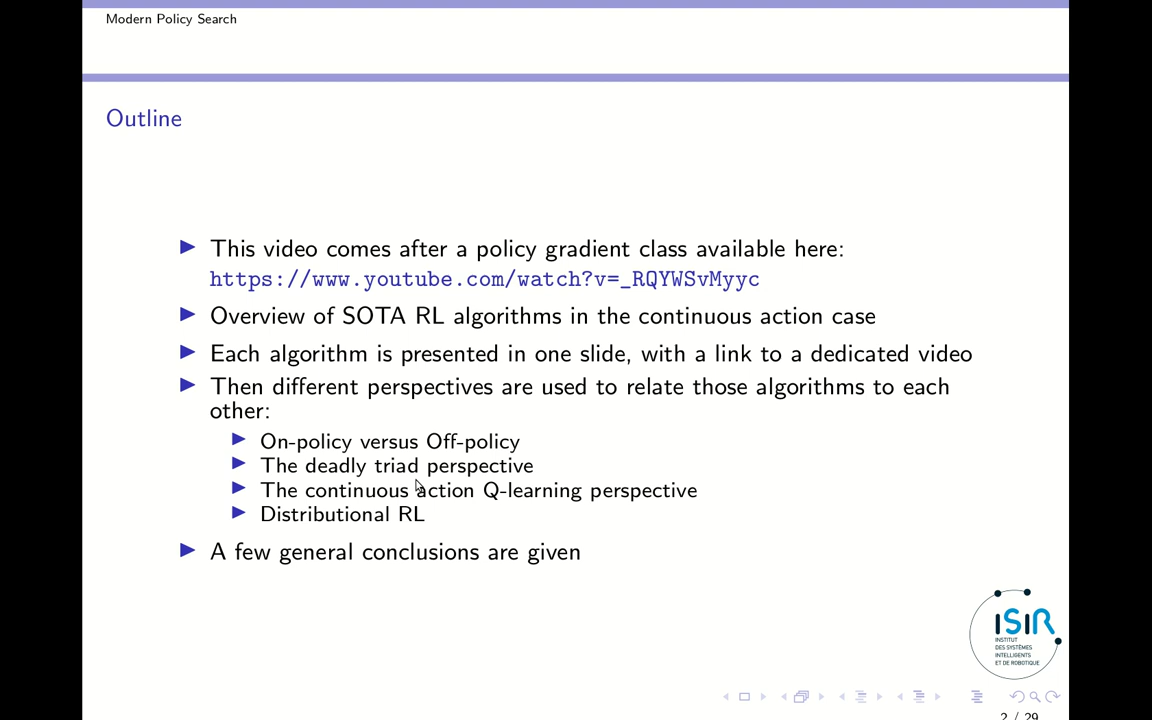 Modern Policy Search
Outline
This video comes after a policy gradient class available here:
https://www.youtube.com/watch?v=_RQYWSvMyyc
Overview of SOTA RL algorithms in the continuous action case
Each algorithm is presented in one slide, with a link to a dedicated video
Then different perspectives are used to relate those algorithms to each
other:
On-policy versus Off-policy
The deadly triad perspective
The continuous action Q-learning perspective
Distributional RL
A few general conclusions are given
ISIR
INSTITUT
DES SYSTÈMES
INTELLIGENTS
ET DE ROBOTIQUE
2 / 29